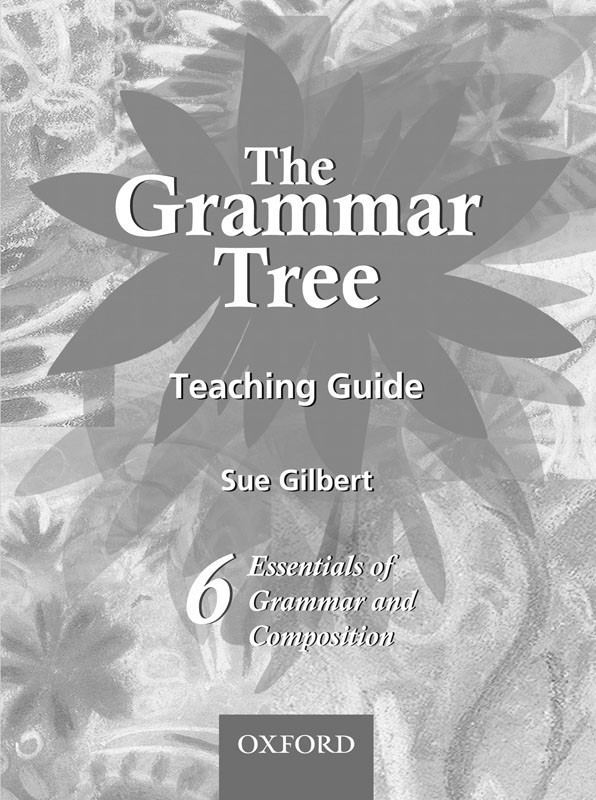 The
Grammar
Tree
Teaching Guide
Sue Gilbert
6
Essentials of
Grammar and
Composition
OXFORD